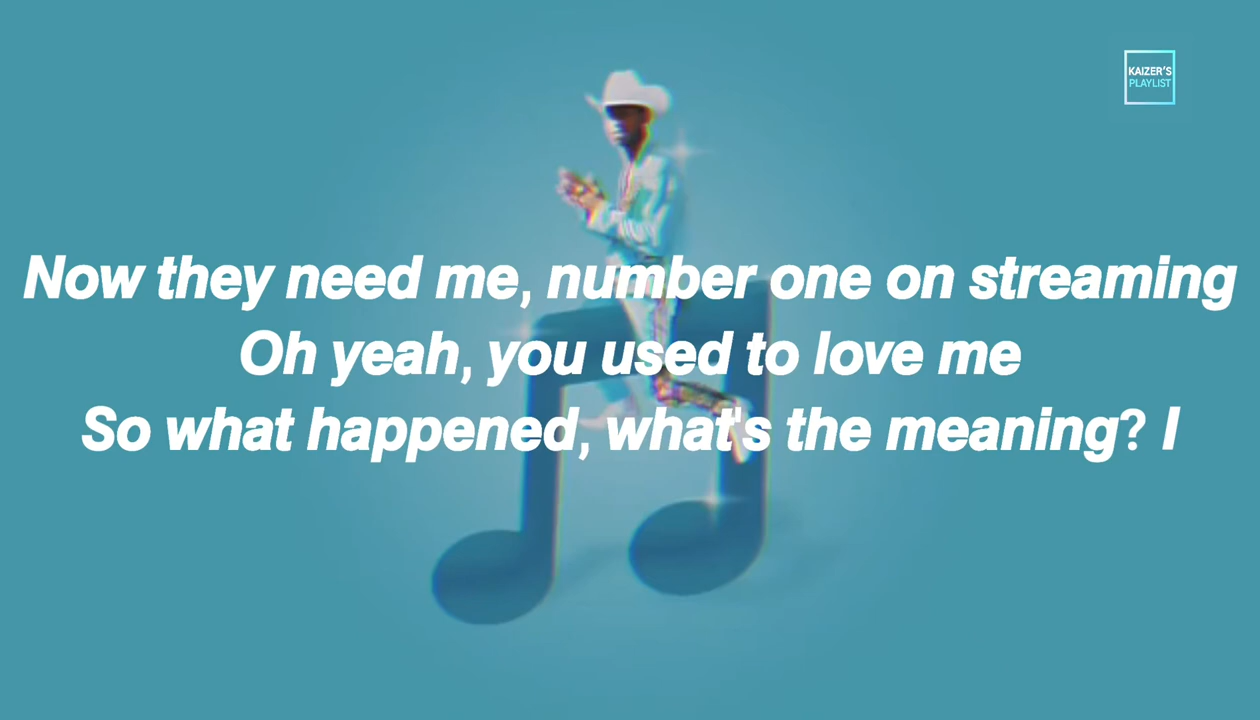 KAIZER'S
PLAYLIST
Now they need me, number one on streaming
Oh yeah, you used to love me
So what happened, what's the meaning? I